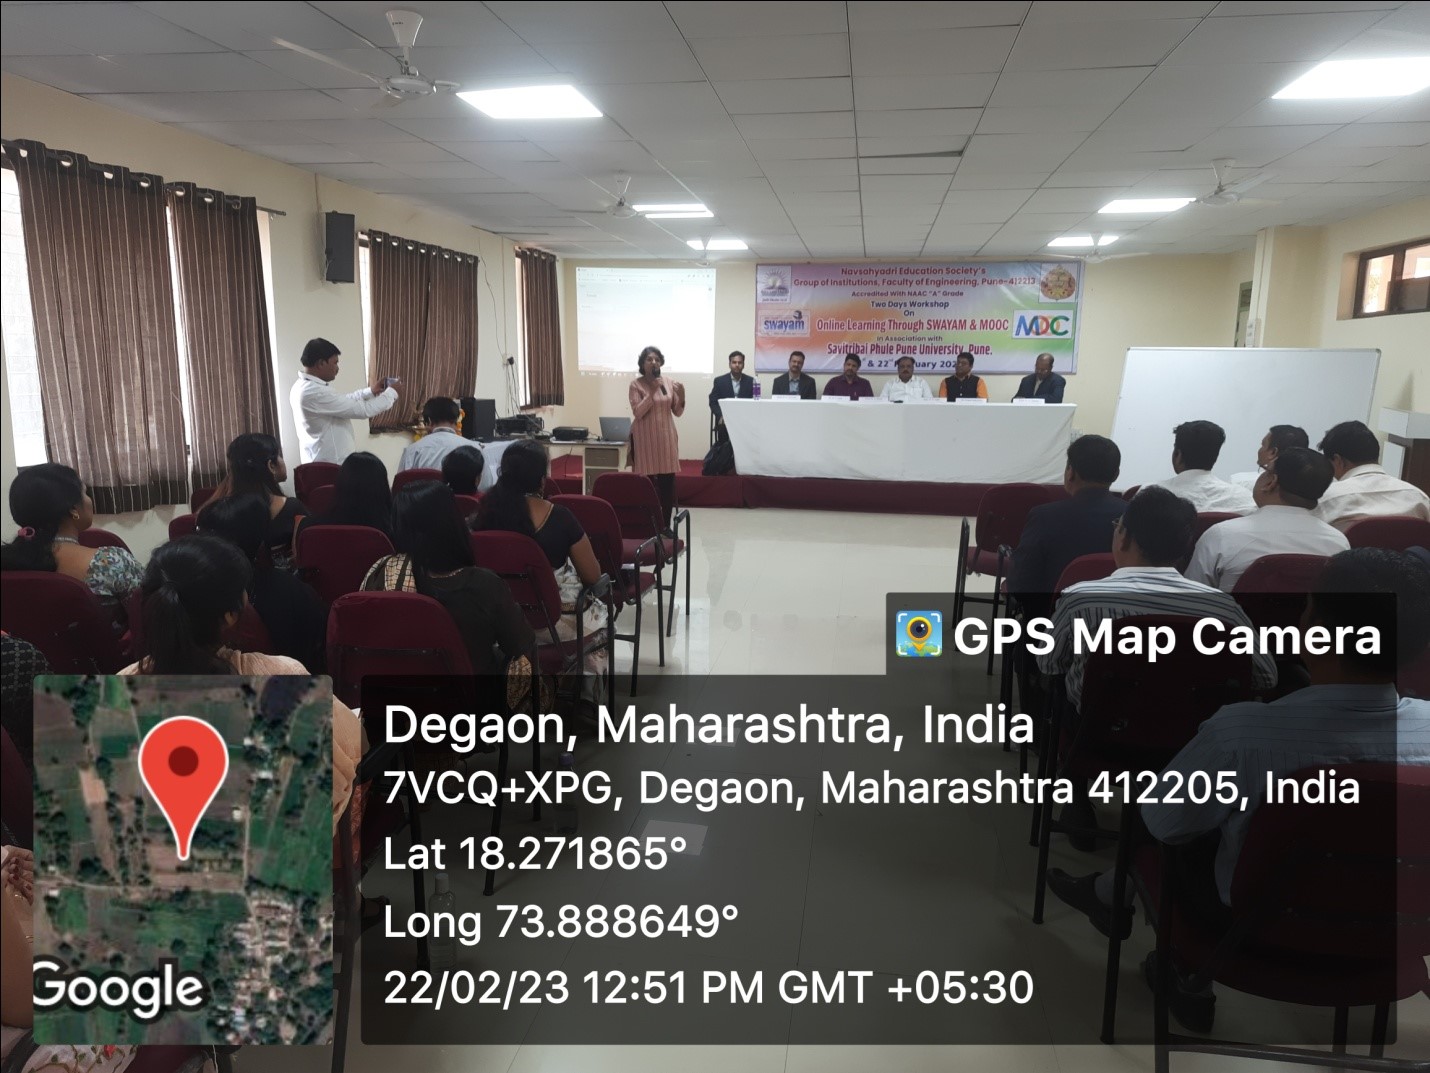 Navsahyadri Education Society's
Group of Institutions, Faculty of Engineering, Pune-412213
Accredited With NAAC "A" Grade
Two Days Workshop
On
swayam
Online Learning Through SWAYAM & MOOC
MOOC
in Association with
Savitribai Phule Pune University, Pune.
& 22
GPS Map Camera
Degaon, Maharashtra, India
7VCQ+XPG, Degaon, Maharashtra 412205, India
Lat 18.271865°
Long 73.888649°
22/02/23 12:51 PM GMT +05:30
Google